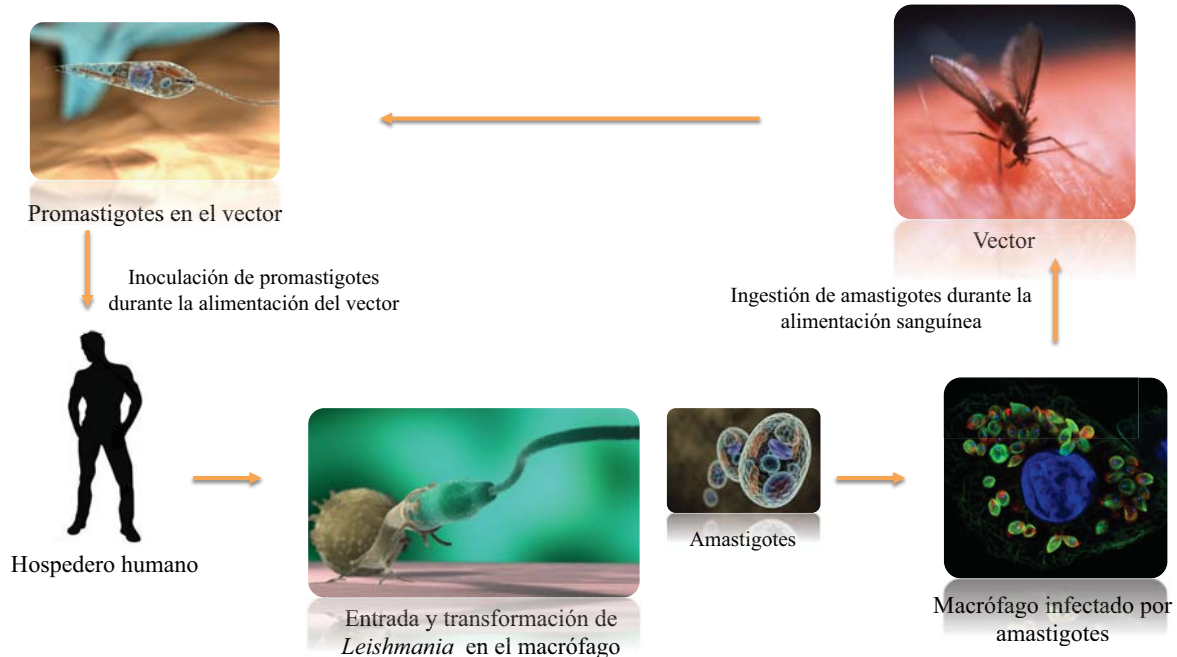 Promastigotes en el vector
Inoculación de promastigotes
durante la alimentación del vector
Hospedero humano
Entrada y transformación de
Leishmania en el macrófago
Amastigotes
Macrófago infectado por
amastigotes
Ingestión de amastigotes durante la
alimentación sanguínea
Vector